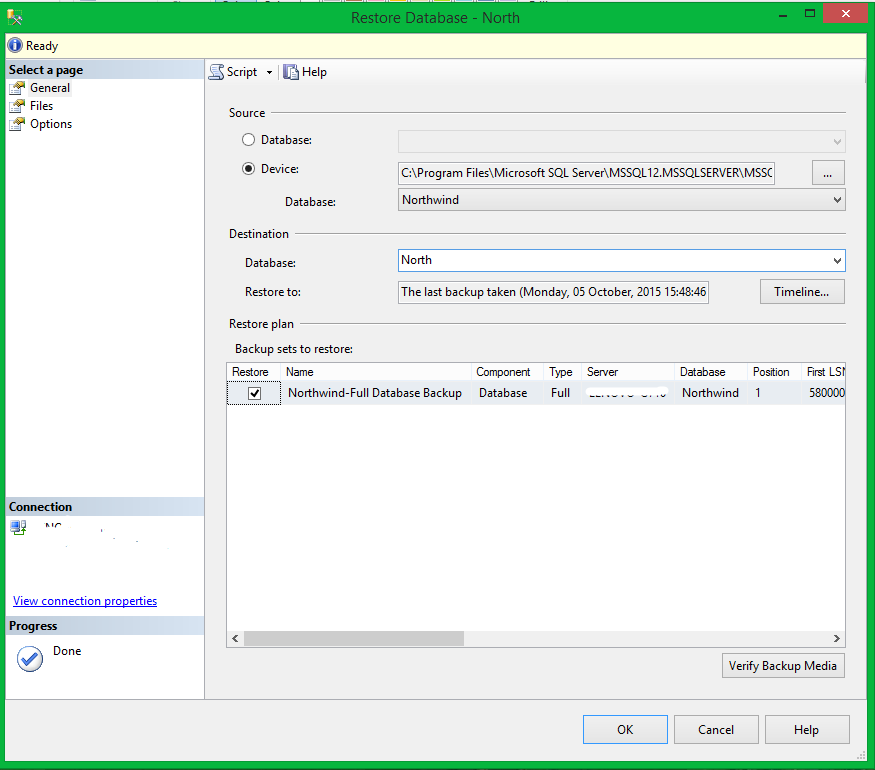 Restore Database - North
Ready
Select a page
General
Files
Options
Script Help
Source
Database:
Device: C:\Program Files\Microsoft SQL Server\MSSQL12.MSSQLSERVER\MSSC ...
Database: Northwind
Destination
Database: North
Restore to: The last backup taken (Monday, 05 October, 2015 15:48:46 Timeline...
Restore plan
Backup sets to restore:
Restore Name Component Type Server Database Position First LSN
Northwind-Full Database Backup Database Full Northwind 1 580000
Connection
View connection properties
Progress
Done
Verify Backup Media
OK Cancel Help